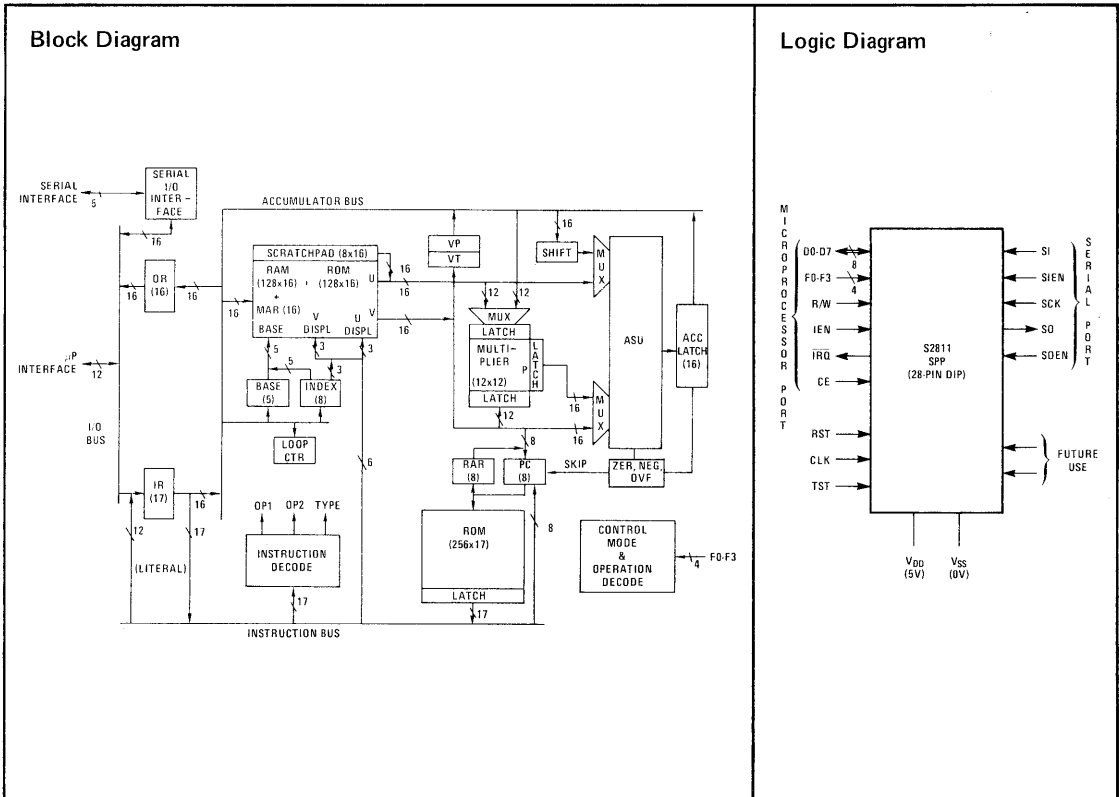 Block Diagram
SERIAL
INTERFACE
5
SERIAL
I/O
INTER –
FACE
16
ACCUMULATOR BUS
OR
(16)
16
16
SCRATCHPAD (8x16)
RAM
(128x16)
+
MAR (16)
ROM
(128x16)
U
V
BASE
V
DISPL
U
DISPL
16
16
16
16
VP
VT
16
SHIFT
MUX
12
12
MUX
LATCH
MULTI-
PLIER
(12x12)
P
LATCH
LATCH
12
16
16
MUX
ASU
ACC
LATCH
(16)
μP
INTERFACE
12
5
5
3
3
3
BASE
(5)
INDEX
(8)
LOOP
CTR
I/O
BUS
6
8
RAR
(8)
PC
(8)
SKIP
ZER, NEG,
OVF
IR
(17)
16
12
17
(LITERAL)
OP1
OP2
TYPE
INSTRUCTION
DECODE
17
ROM
(256x17)
LATCH
17
8
CONTROL
MODE
&
OPERATION
DECODE
4
F0-F3
INSTRUCTION BUS
Logic Diagram
MICROPROCESSOR PORT
D0-D7
8
F0-F3
4
R/W
IEN
IRQ
CE
RST
CLK
TST
S2811
SPP
(28-PIN DIP)
SI
SIEN
SCK
SO
SOEN
SERIAL PORT
FUTURE
USE
VDD
(5V)
VSS
(0V)